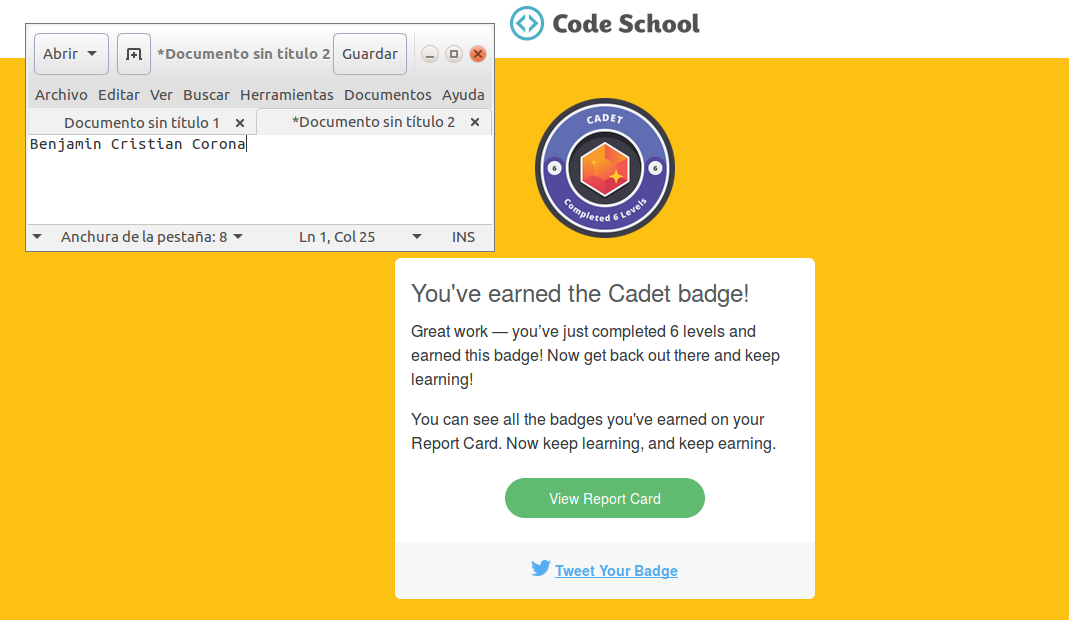 Code School
Abrir *Documento sin título 2 Guardar
Archivo Editar Ver Buscar Herramientas Documentos Ayuda
Documento sin título 1 *Documento sin título 2
Benjamin Cristian Corona
Anchura de la pestaña: 8 Ln 1, Col 25 INS
CADET
6 6
Completed 6 Levels
You've earned the Cadet badge!
Great work — you’ve just completed 6 levels and
earned this badge! Now get back out there and keep
learning!
You can see all the badges you've earned on your
Report Card. Now keep learning, and keep earning.
View Report Card
Tweet Your Badge